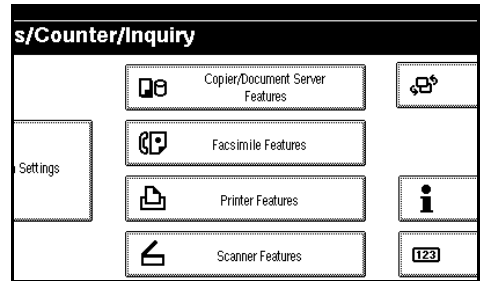 s/Counter/Inquiry
Copier/Document Server
Features
Facsimile Features
Settings
Printer Features
Scanner Features
123